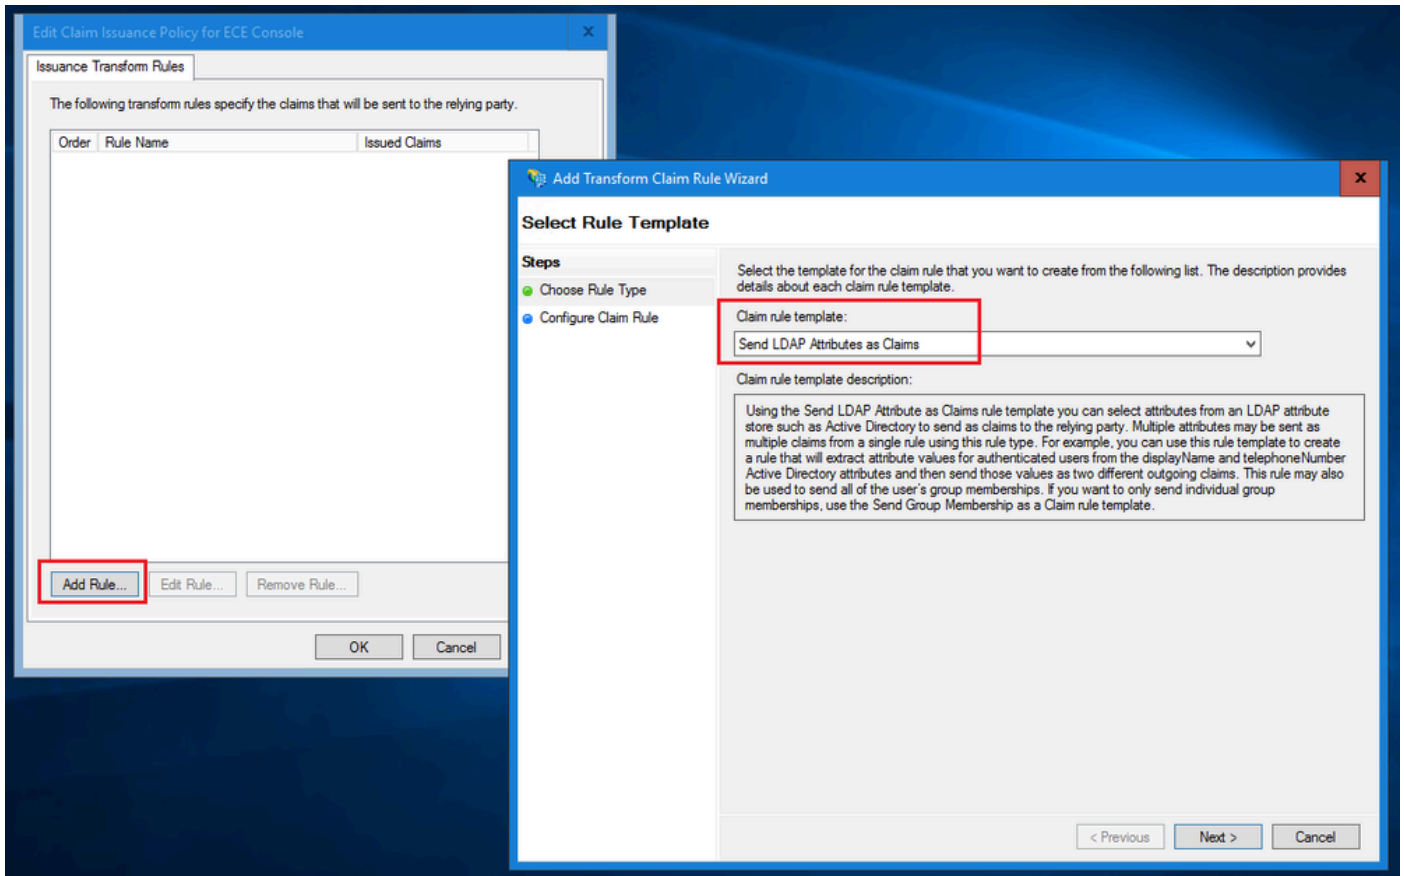 Edit Claim Issuance Policy for ECE Console
x
Issuance Transform Rules
The following transform rules specify the claims that will be sent to the relying party.
Order Rule Name Issued Claims
Add Rule... Edit Rule... Remove Rule...
OK Cancel
Add Transform Claim Rule Wizard
x
Select Rule Template
Steps
Choose Rule Type
Configure Claim Rule
Select the template for the claim rule that you want to create from the following list. The description provides
details about each claim rule template.
Claim rule template:
Send LDAP Attributes as Claims
Claim rule template description:
Using the Send LDAP Attribute as Claims rule template you can select attributes from an LDAP attribute
store such as Active Directory to send as claims to the relying party. Multiple attributes may be sent as
multiple claims from a single rule using this rule type. For example, you can use this rule template to create
a rule that will extract attribute values for authenticated users from the displayName and telephoneNumber
Active Directory attributes and then send those values as two different outgoing claims. This rule may also
be used to send all of the user's group memberships. If you want to only send individual group
memberships, use the Send Group Membership as a Claim rule template.
< Previous Next > Cancel